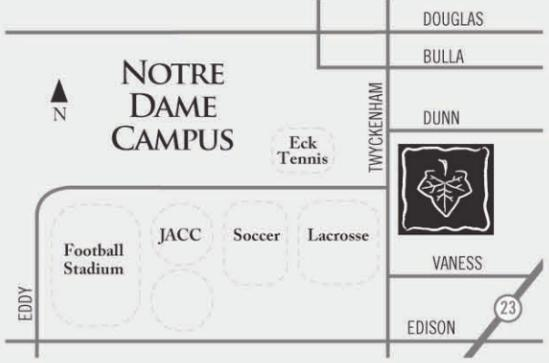 DOUGLAS
BULLA
NOTRE
DAME
CAMPUS
N
TWYCKENHAM
DUNN
Eck
Tennis
JACC
Soccer
Lacrosse
Football
Stadium
VANESS
EDDY
23
EDISON